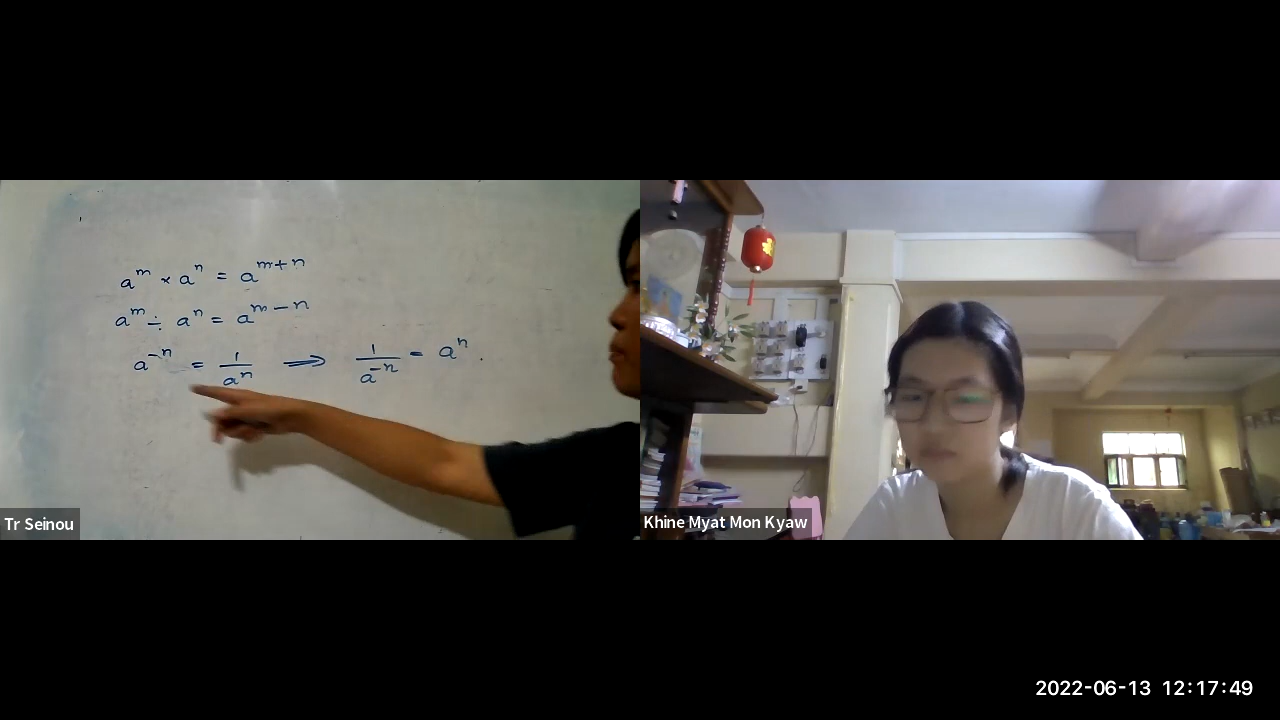 a^m × a^n = a^{m+n}
a^m ÷ a^n = a^{m-n}
a^{-n} = 1/a^n ⟹ 1/a^{-n} = a^n.
Tr Seinou
Khine Myat Mon Kyaw
2022-06-13 12:17:49